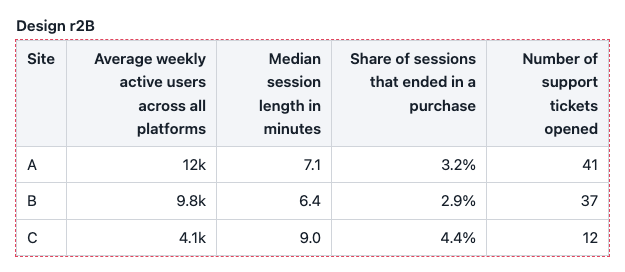 Design r2B
Site
Average weekly
active users
across all
platforms
Median
session
length in
minutes
Share of sessions
that ended in a
purchase
Number of
support
tickets
opened
A 12k 7.1 3.2% 41
B 9.8k 6.4 2.9% 37
C 4.1k 9.0 4.4% 12